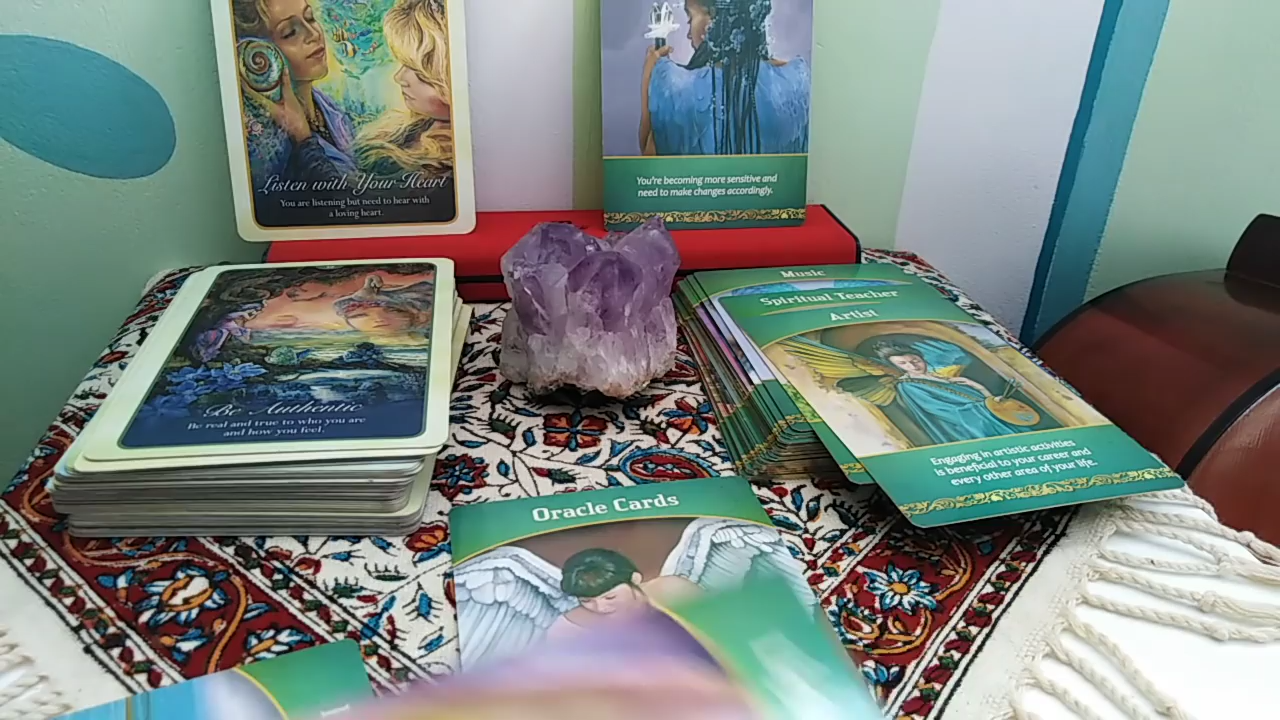 Listen with Your Heart
You are listening but need to hear with
a loving heart.
You're becoming more sensitive and
need to make changes accordingly.
Be Authentic
Be real and true to who you are
and how you feel.
Music
Spiritual Teacher
Artist
Engaging in artistic activities
is beneficial to your career and
every other area of your life.
Oracle Cards